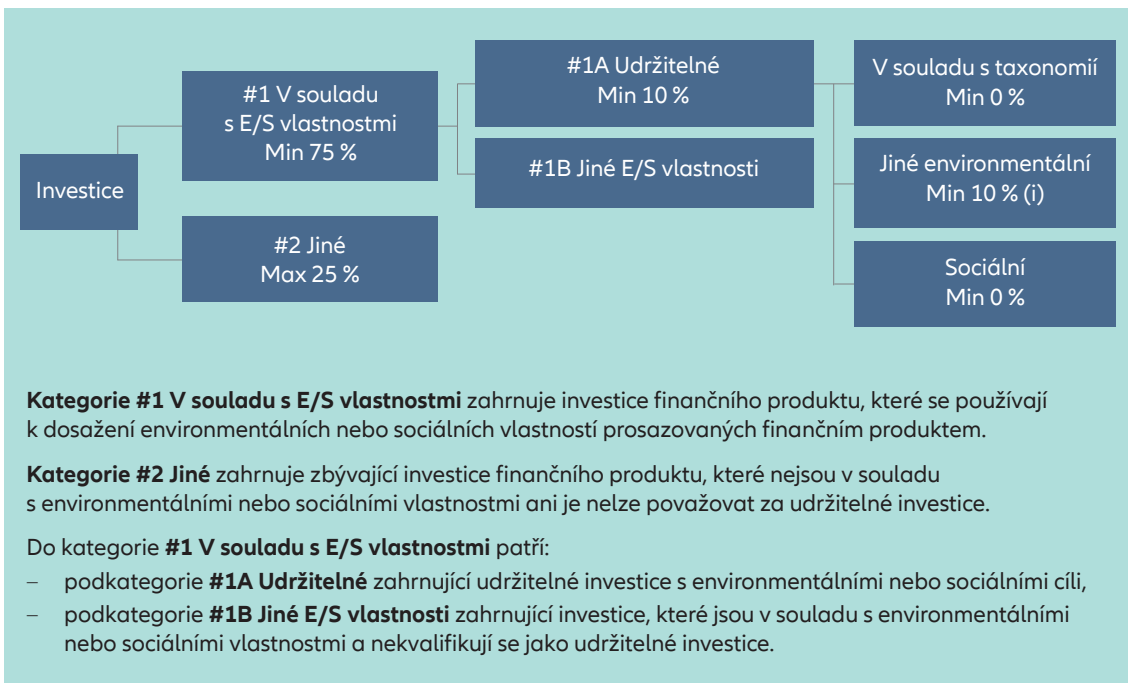 Investice
#1 V souladu
s E/S vlastnostmi
Min 75 %
#2 Jiné
Max 25 %
#1A Udržitelné
Min 10 %
#1B Jiné E/S vlastnosti
V souladu s taxonomií
Min 0 %
Jiné environmentální
Min 10 % (i)
Sociální
Min 0 %
Kategorie #1 V souladu s E/S vlastnostmi zahrnuje investice finančního produktu, které se používají
k dosažení environmentálních nebo sociálních vlastností prosazovaných finančním produktem.
Kategorie #2 Jiné zahrnuje zbývající investice finančního produktu, které nejsou v souladu
s environmentálními nebo sociálními vlastnostmi ani je nelze považovat za udržitelné investice.
Do kategorie #1 V souladu s E/S vlastnostmi patří:
– podkategorie #1A Udržitelné zahrnující udržitelné investice s environmentálními nebo sociálními cíli,
– podkategorie #1B Jiné E/S vlastnosti zahrnující investice, které jsou v souladu s environmentálními
nebo sociálními vlastnostmi a nekvalifikují se jako udržitelné investice.